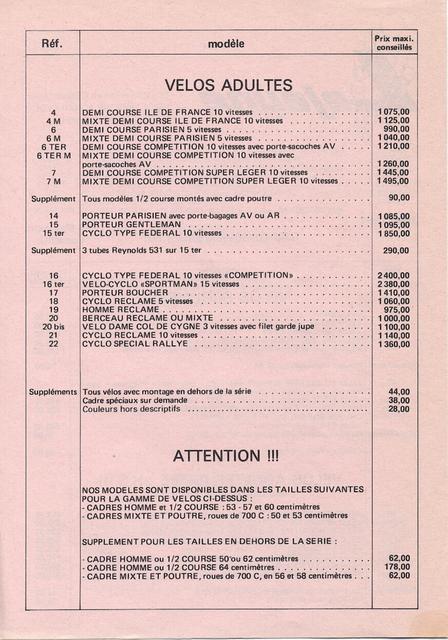 Réf. modèle Prix maxi. conseillés
VELOS ADULTES
4 DEMI COURSE ILE DE FRANCE 10 vitesses 1 075,00
4 M MIXTE DEMI COURSE ILE DE FRANCE 10 vitesses 1 125,00
6 DEMI COURSE PARISIEN 5 vitesses 990,00
6 M MIXTE DEMI COURSE PARISIEN 5 vitesses 1 040,00
6 TER DEMI COURSE COMPETITION 10 vitesses avec porte-sacoches AV 1 210,00
6 TER M MIXTE DEMI COURSE COMPETITION 10 vitesses avec
porte-sacoches AV 1 260,00
7 DEMI COURSE COMPETITION SUPER LEGER 10 vitesses 1 445,00
7 M MIXTE DEMI COURSE COMPETITION SUPER LEGER 10 vitesses 1 495,00
Supplément Tous modèles 1/2 course montés avec cadre poutre 90,00
14 PORTEUR PARISIEN avec porte-bagages AV ou AR 1 085,00
15 PORTEUR GENTLEMAN 1 095,00
15 ter CYCLO TYPE FEDERAL 10 vitesses 1 850,00
Supplément 3 tubes Reynolds 531 sur 15 ter 290,00
16 CYCLO TYPE FEDERAL 10 vitesses «COMPETITION» 2 400,00
16 ter VELO-CYCLO «SPORTMAN» 15 vitesses 2 380,00
17 PORTEUR BOUCHER 1 410,00
18 CYCLO RECLAME 5 vitesses 1 060,00
19 HOMME RECLAME 975,00
20 BERCEAU RECLAME OU MIXTE 1 000,00
20 bis VELO DAME COL DE CYGNE 3 vitesses avec filet garde jupe 1 100,00
21 CYCLO RECLAME 10 vitesses 1 140,00
22 CYCLO SPECIAL RALLYE 1 360,00
Suppléments Tous vélos avec montage en dehors de la série 44,00
Cadre spéciaux sur demande 38,00
Couleurs hors descriptifs 28,00
ATTENTION !!!
NOS MODELES SONT DISPONIBLES DANS LES TAILLES SUIVANTES
POUR LA GAMME DE VELOS CI-DESSUS :
- CADRES HOMME et 1/2 COURSE : 53 - 57 et 60 centimètres
- CADRES MIXTE ET POUTRE, roues de 700 C : 50 et 53 centimètres
SUPPLEMENT POUR LES TAILLES EN DEHORS DE LA SERIE :
- CADRE HOMME ou 1/2 COURSE 50 ou 62 centimètres 62,00
- CADRE HOMME ou 1/2 COURSE 64 centimètres 178,00
- CADRE MIXTE ET POUTRE, roues de 700 C, en 56 et 58 centimètres 62,00